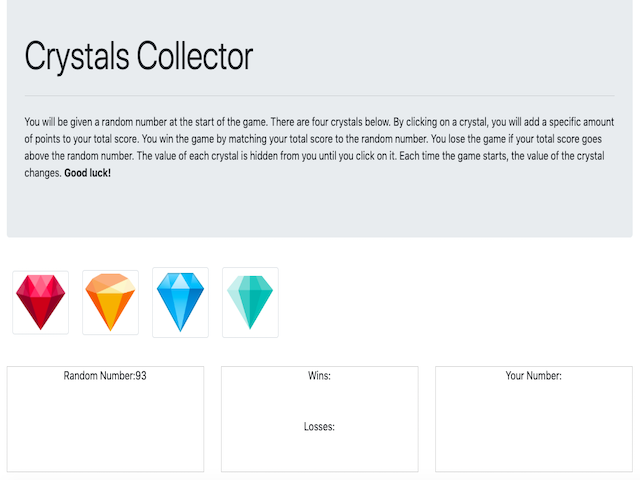 Crystals Collector
You will be given a random number at the start of the game. There are four crystals below. By clicking on a crystal, you will add a specific amount
of points to your total score. You win the game by matching your total score to the random number. You lose the game if your total score goes
above the random number. The value of each crystal is hidden from you until you click on it. Each time the game starts, the value of the crystal
changes. Good luck!
Random Number:93
Wins:
Losses:
Your Number: